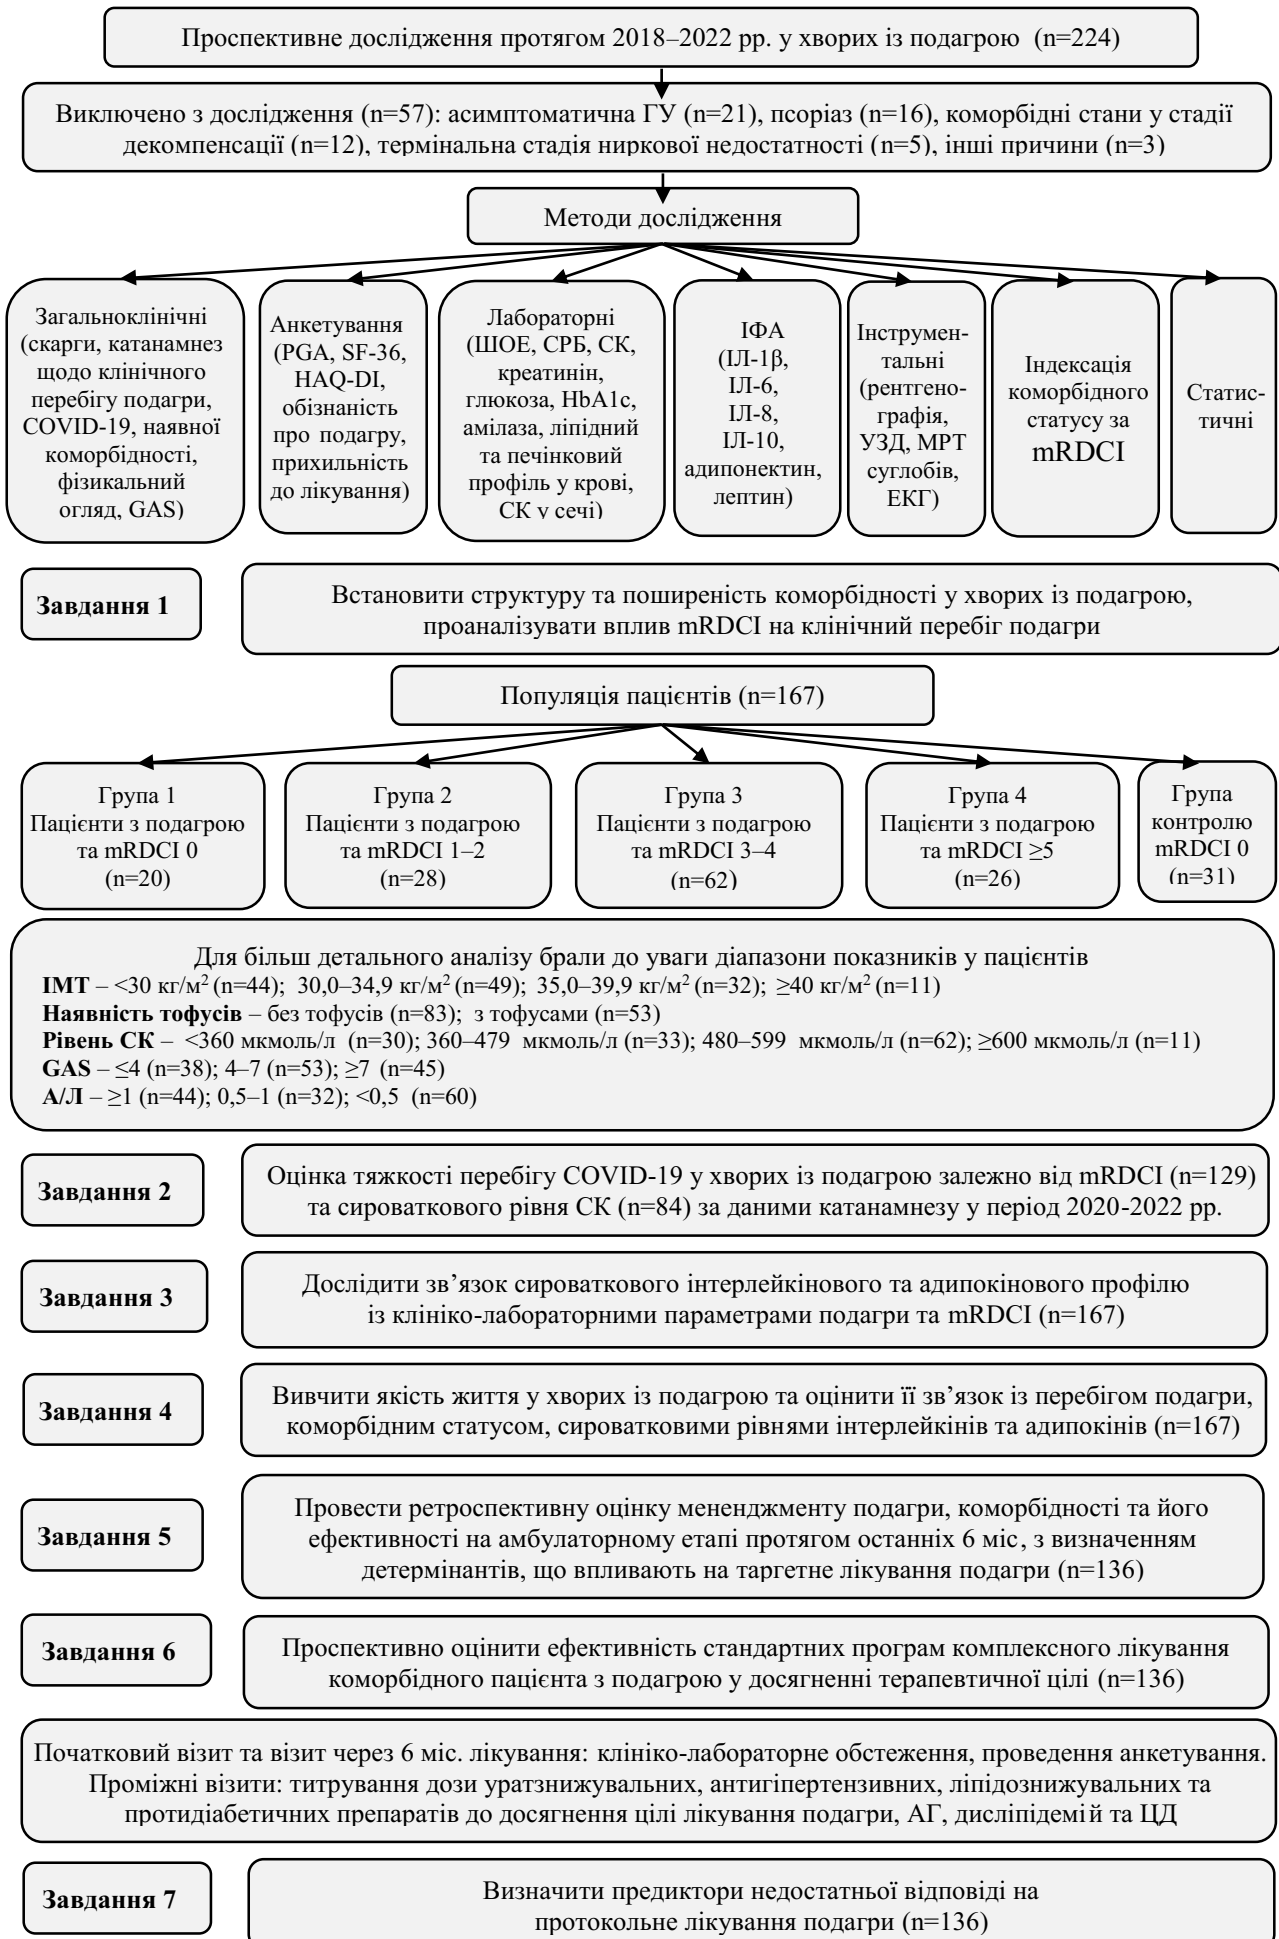 Проспективне дослідження протягом 2018–2022 рр. у хворих із подагрою (n=224)
Виключено з дослідження (n=57): асимптоматична ГУ (n=21), псоріаз (n=16), коморбідні стани у стадії
декомпенсації (n=12), термінальна стадія ниркової недостатності (n=5), інші причини (n=3)
Методи дослідження
Загальноклінічні
(скарги, катанамнез
щодо клінічного
перебігу подагри,
COVID-19, наявної
коморбідності,
фізикальний
огляд, GAS)
Анкетування
(PGA, SF-36,
HAQ-DI,
обізнаність
про подагру,
прихильність
до лікування)
Лабораторні
(ШОЕ, СРБ, СК,
креатинін,
глюкоза, HbA1c,
амілаза, ліпідний
та печінковий
профіль у крові,
СК у сечі)
ІФА
(ІЛ-1β,
ІЛ-6,
ІЛ-8,
ІЛ-10,
адипонектин,
лептин)
Інструмен-
тальні
(рентгено-
графія,
УЗД, МРТ
суглобів,
ЕКГ)
Індексація
коморбідного
статусу за
mRDCI
Статис-
тичні
Завдання 1
Встановити структуру та поширеність коморбідності у хворих із подагрою,
проаналізувати вплив mRDCI на клінічний перебіг подагри
Популяція пацієнтів (n=167)
Група 1
Пацієнти з подагрою
та mRDCI 0
(n=20)
Група 2
Пацієнти з подагрою
та mRDCI 1–2
(n=28)
Група 3
Пацієнти з подагрою
та mRDCI 3–4
(n=62)
Група 4
Пацієнти з подагрою
та mRDCI ≥5
(n=26)
Група
контролю
mRDCI 0
(n=31)
Для більш детального аналізу брали до уваги діапазони показників у пацієнтів
ІМТ – <30 кг/м² (n=44); 30,0–34,9 кг/м² (n=49); 35,0–39,9 кг/м² (n=32); ≥40 кг/м² (n=11)
Наявність тофусів – без тофусів (n=83); з тофусами (n=53)
Рівень СК – <360 мкмоль/л (n=30); 360–479 мкмоль/л (n=33); 480–599 мкмоль/л (n=62); ≥600 мкмоль/л (n=11)
GAS – ≤4 (n=38); 4–7 (n=53); ≥7 (n=45)
А/Л – ≥1 (n=44); 0,5–1 (n=32); <0,5 (n=60)
Завдання 2
Оцінка тяжкості перебігу COVID-19 у хворих із подагрою залежно від mRDCI (n=129)
та сироваткового рівня СК (n=84) за даними катанамнезу у період 2020-2022 рр.
Завдання 3
Дослідити зв’язок сироваткового інтерлейкінового та адипокінового профілю
із клініко-лабораторними параметрами подагри та mRDCI (n=167)
Завдання 4
Вивчити якість життя у хворих із подагрою та оцінити її зв’язок із перебігом подагри,
коморбідним статусом, сироватковими рівнями інтерлейкінів та адипокінів (n=167)
Завдання 5
Провести ретроспективну оцінку мененджменту подагри, коморбідності та його
ефективності на амбулаторному етапі протягом останніх 6 міс, з визначенням
детермінантів, що впливають на таргетне лікування подагри (n=136)
Завдання 6
Проспективно оцінити ефективність стандартних програм комплексного лікування
коморбідного пацієнта з подагрою у досягненні терапевтичної цілі (n=136)
Початковий візит та візит через 6 міс. лікування: клініко-лабораторне обстеження, проведення анкетування.
Проміжні візити: титрування дози уратзнижувальних, антигіпертензивних, ліпідознижувальних та
протидіабетичних препаратів до досягнення цілі лікування подагри, АГ, дисліпідемій та ЦД
Завдання 7
Визначити предиктори недостатньої відповіді на
протокольне лікування подагри (n=136)